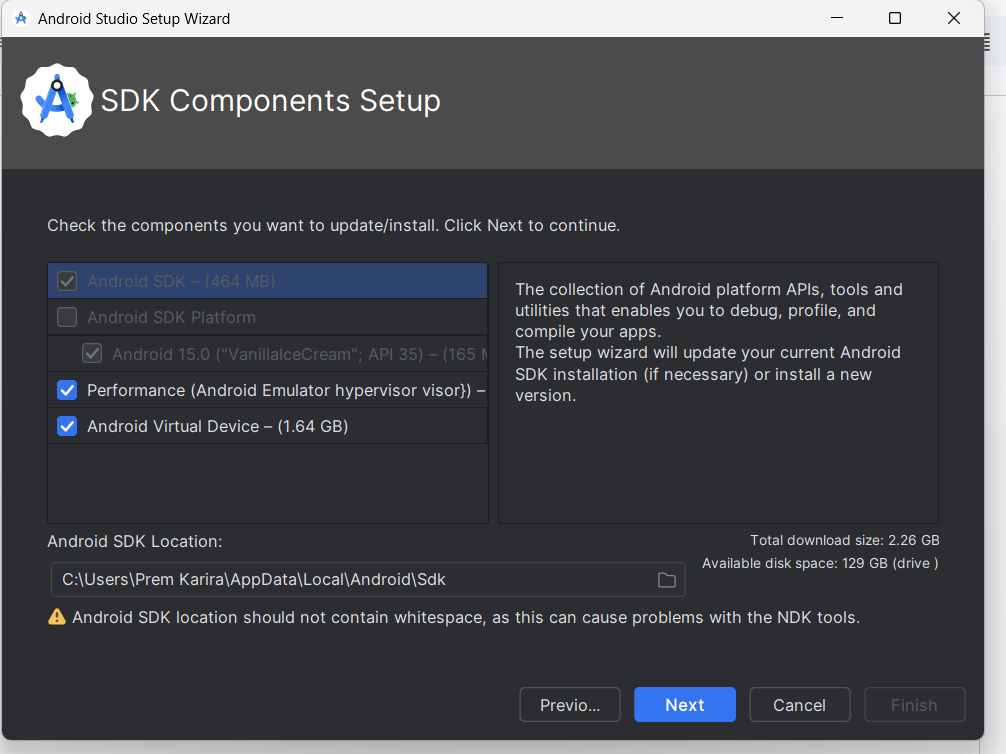 Android Studio Setup Wizard
SDK Components Setup
Check the components you want to update/install. Click Next to continue.
Android SDK – (464 MB)
Android SDK Platform
Android 15.0 ("VanillaIceCream"; API 35) – (165 M
Performance (Android Emulator hypervisor visor}) –
Android Virtual Device – (1.64 GB)
The collection of Android platform APIs, tools and
utilities that enables you to debug, profile, and
compile your apps.
The setup wizard will update your current Android
SDK installation (if necessary) or install a new
version.
Android SDK Location:
Total download size: 2.26 GB
Available disk space: 129 GB (drive )
C:\Users\Prem Karira\AppData\Local\Android\Sdk
Android SDK location should not contain whitespace, as this can cause problems with the NDK tools.
Previo... Next Cancel Finish